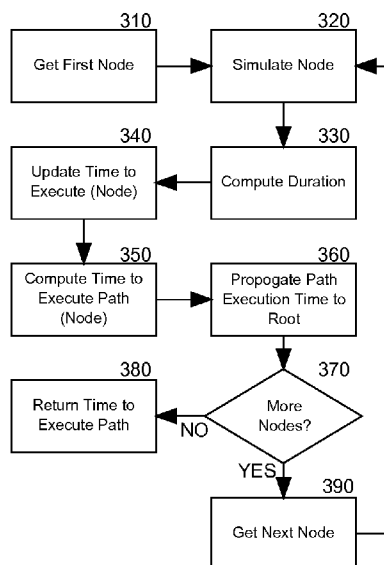 310
Get First Node
320
Simulate Node
330
Compute Duration
340
Update Time to
Execute (Node)
350
Compute Time to
Execute Path
(Node)
360
Propogate Path
Execution Time to
Root
370
More
Nodes?
NO
YES
380
Return Time to
Execute Path
390
Get Next Node